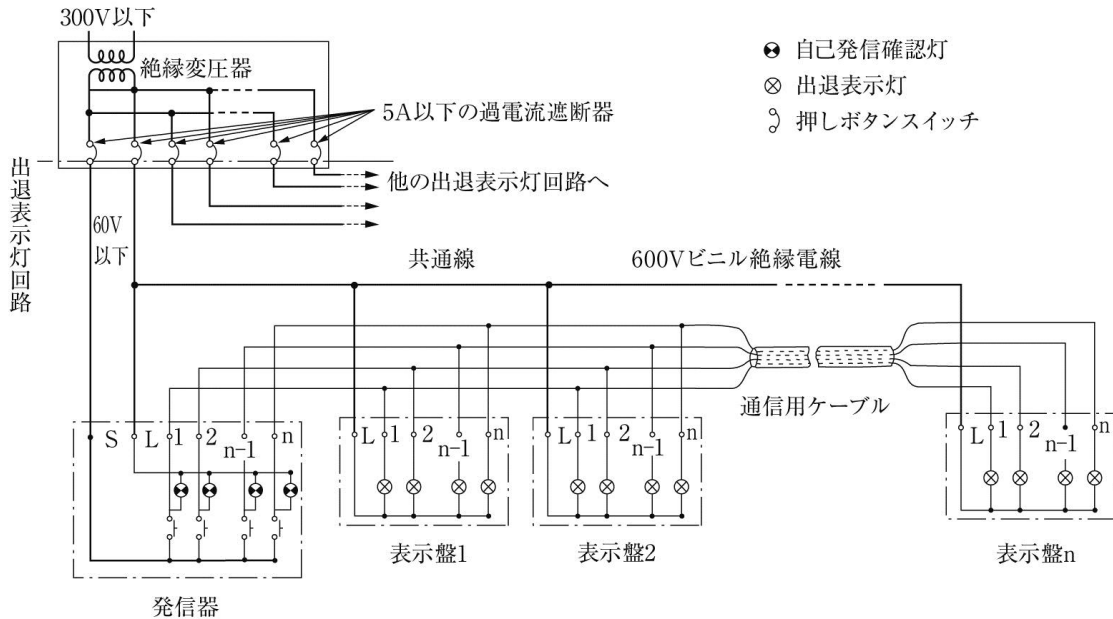 300V以下
絶縁変圧器
5A以下の過電流遮断器
自己発信確認灯
出退表示灯
押しボタンスイッチ
他の出退表示灯回路へ
出退表示灯回路
60V
以下
共通線
600Vビニル絶縁電線
通信用ケーブル
S L 1 2 n-1 n
L 1 2 n-1 n
L 1 2 n-1 n
L 1 2 n-1 n
発信器
表示盤1
表示盤2
表示盤n